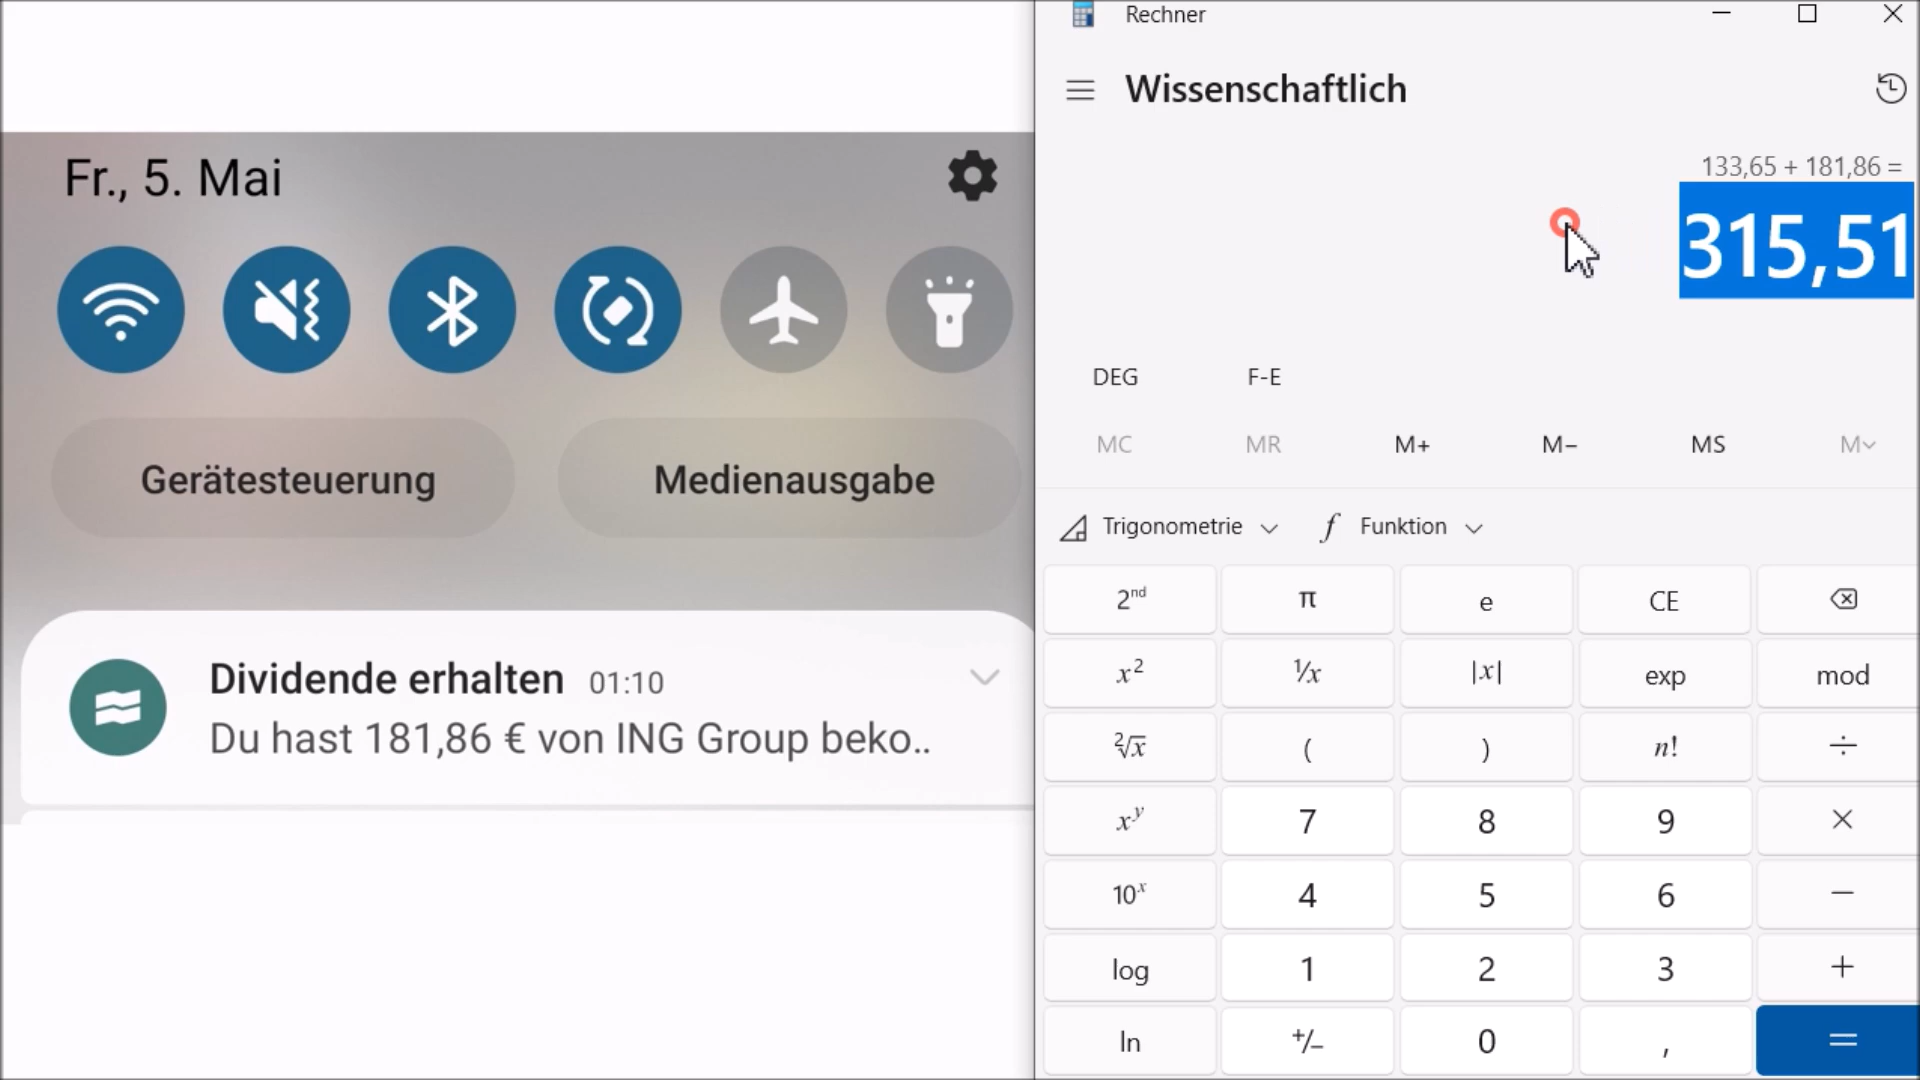 Fr., 5. Mai
Gerätesteuerung
Medienausgabe
Dividende erhalten 01:10
Du hast 181,86 € von ING Group beko..
Rechner
Wissenschaftlich
133,65 + 181,86 =
315,51
DEG F-E
MC MR M+ M− MS M
Trigonometrie f Funktion
2ⁿᵈ π e CE
x² ¹/x |x| exp mod
²√x ( ) n! ÷
xʸ 7 8 9 ×
10ˣ 4 5 6 −
log 1 2 3 +
ln +/− 0 , =